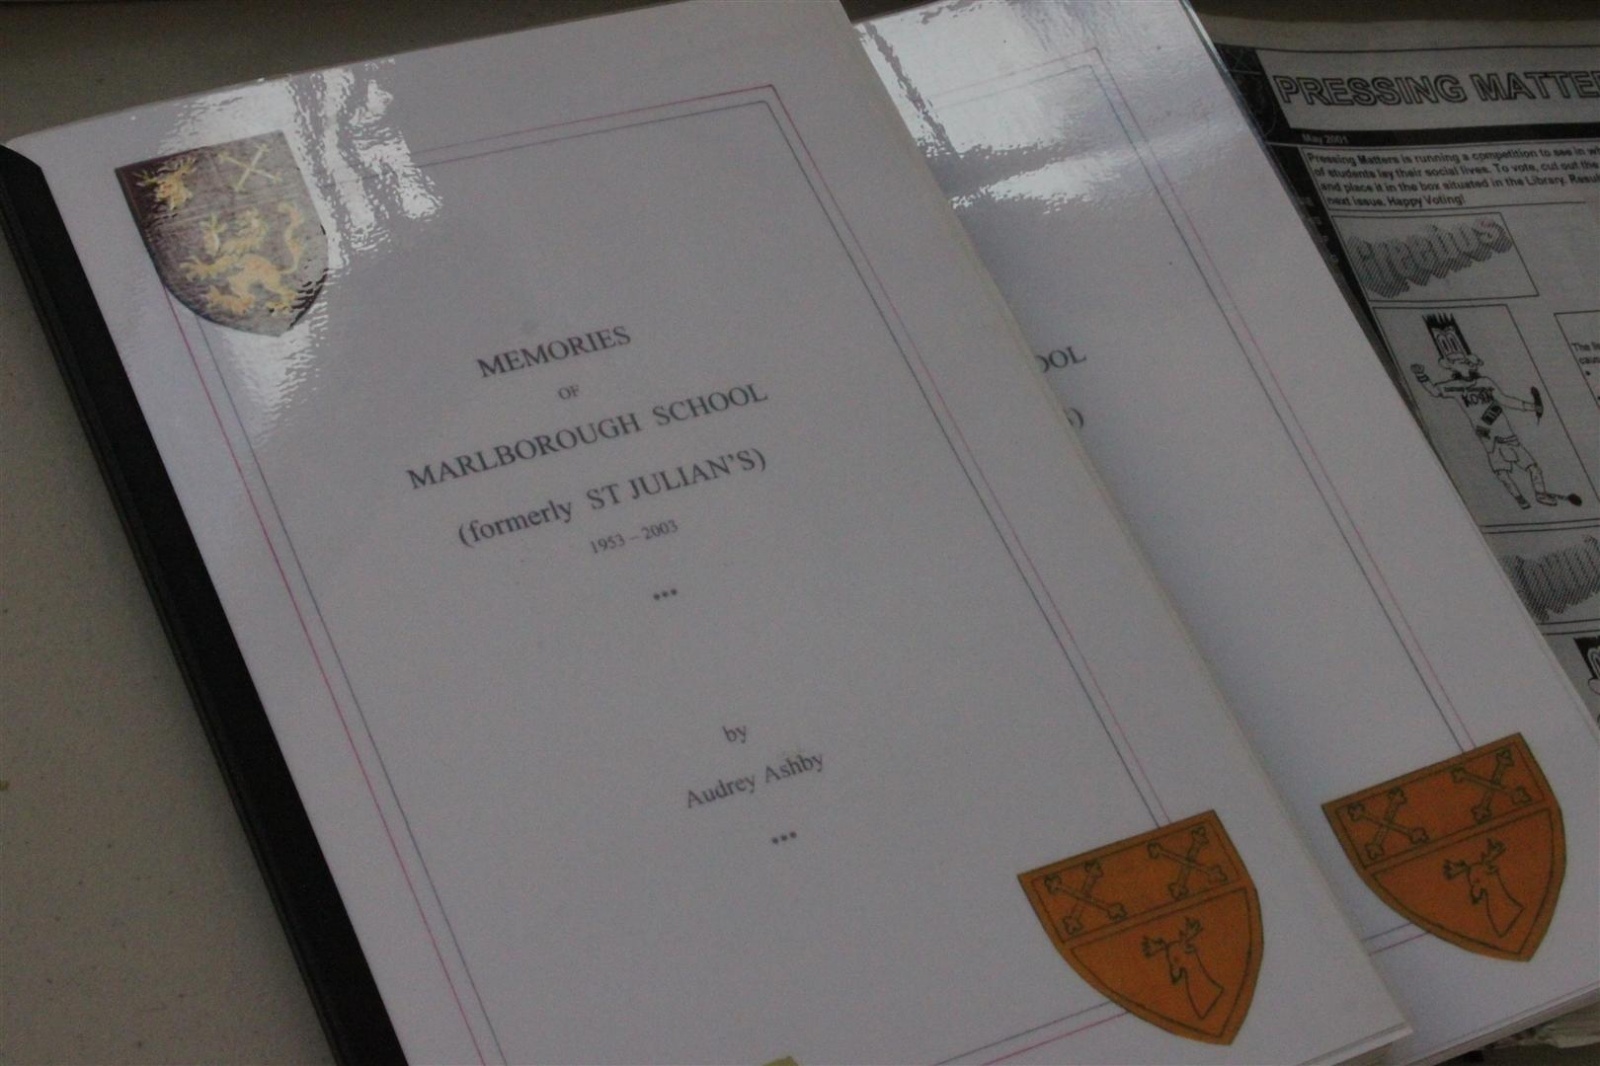 MEMORIES
OF
MARLBOROUGH SCHOOL
(formerly ST JULIAN'S)
1953 – 2003
•••
by
Audrey Ashby
•••
OOL
S)
PRESSING MATTE
May 2001
Pressing Matters is running a competition to see in
of students ley their social lives. To vote, cut out the
and place it in the box situated in the Library. Resul
next issue. Happy Voting!